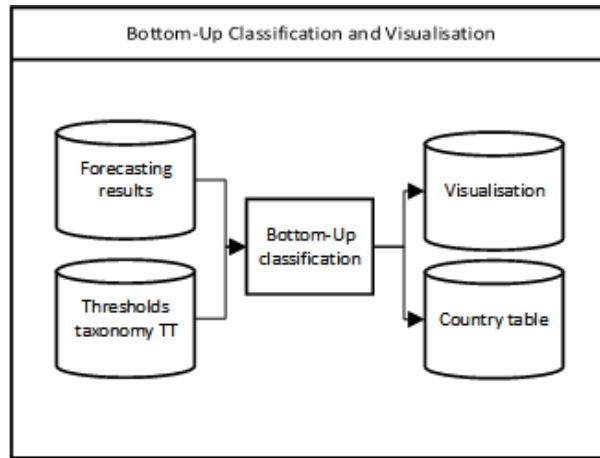 Bottom-Up Classification and Visualisation
Forecasting
results
Thresholds
taxonomy TT
Bottom-Up
classification
Visualisation
Country table